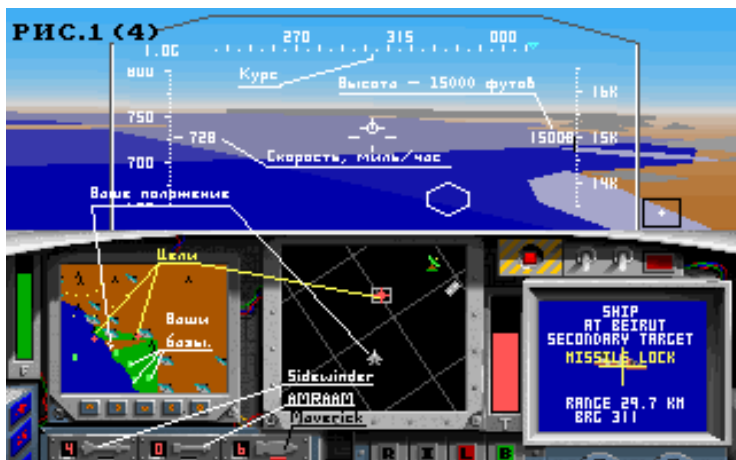 РИС.1 (4)
270 315 000
1.0G
Курс
Высота — 15000 футов
800
750
700
728
16K
15K
14K
15008
Скорость, миль/час
Ваше положение
Цели
Ваши
базы.
Sidewinder
AMRAAM
Maverick
4 0 6
F
T
R I L B
SHIP
AT BEIRUT
SECONDARY TARGET
MISSILE LOCK
RANGE 29.7 KM
BRG 311